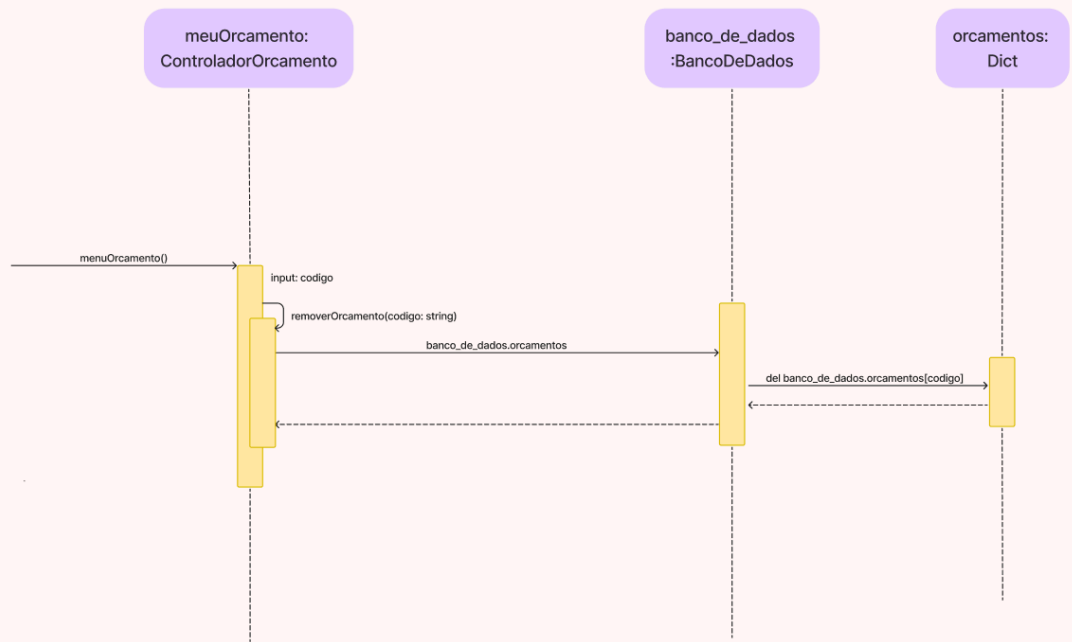 meuOrcamento:
ControladorOrcamento
banco_de_dados
:BancoDeDados
orcamentos:
Dict
menuOrcamento()
input: codigo
removerOrcamento(codigo: string)
banco_de_dados.orcamentos
del banco_de_dados.orcamentos[codigo]